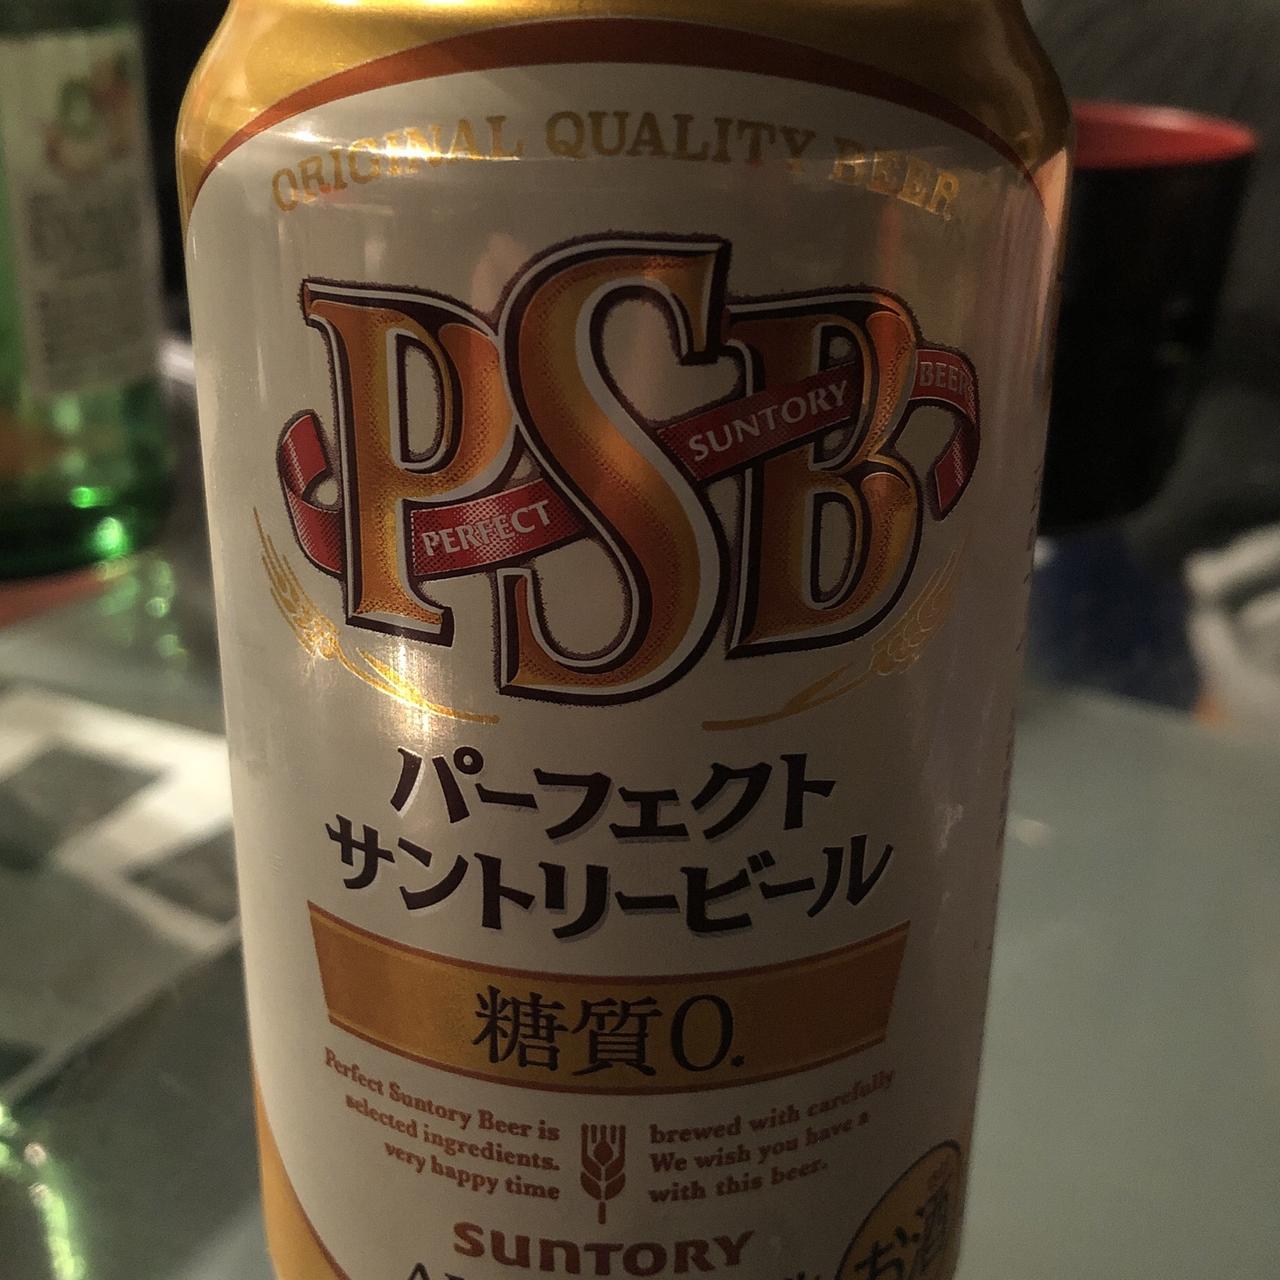 ORIGINAL QUALITY BEER
PSB
PERFECT SUNTORY BEER
パーフェクト
サントリービール
糖質0*
Perfect Suntory Beer is brewed with carefully
selected ingredients. We wish you have a
very happy time with this beer.
SUNTORY
お酒